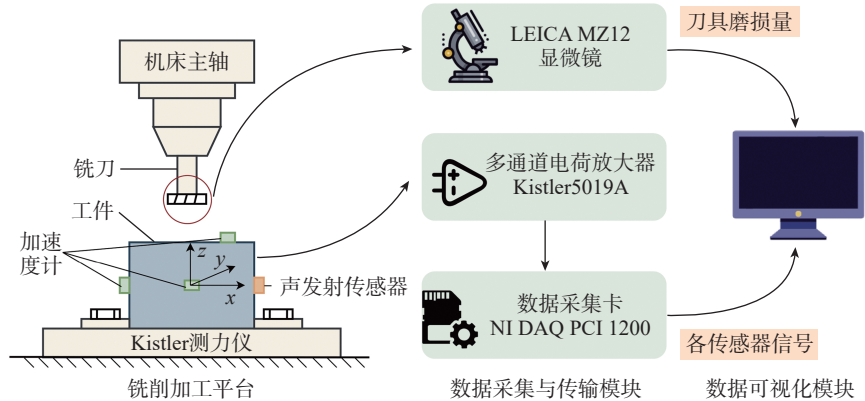 机床主轴
铣刀
工件
加速
度计
z
y
x
声发射传感器
Kistler测力仪
铣削加工平台
LEICA MZ12
显微镜
多通道电荷放大器
Kistler5019A
数据采集卡
NI DAQ PCI 1200
数据采集与传输模块
刀具磨损量
各传感器信号
数据可视化模块